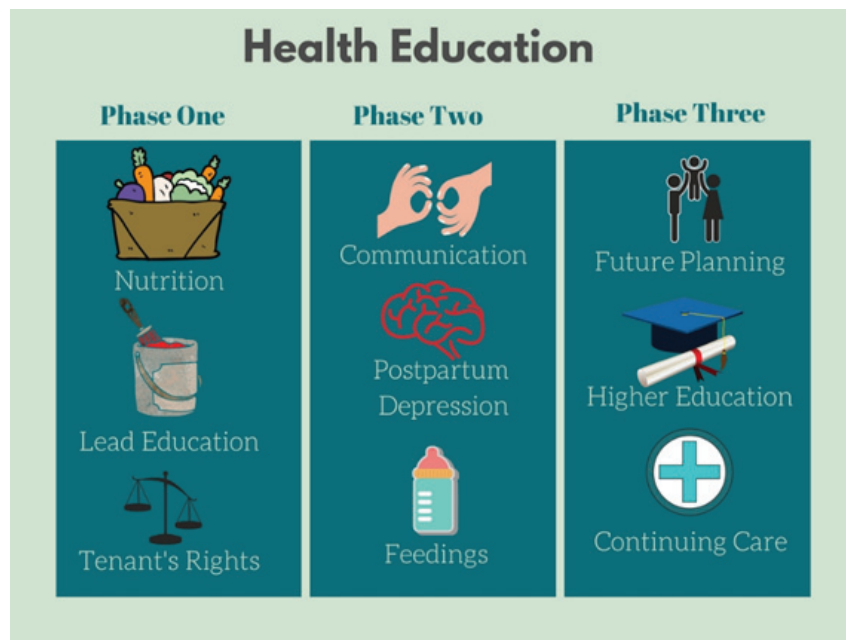 Health Education
Phase One
Nutrition
Lead Education
Tenant's Rights
Phase Two
Communication
Postpartum
Depression
Feedings
Phase Three
Future Planning
Higher Education
Continuing Care